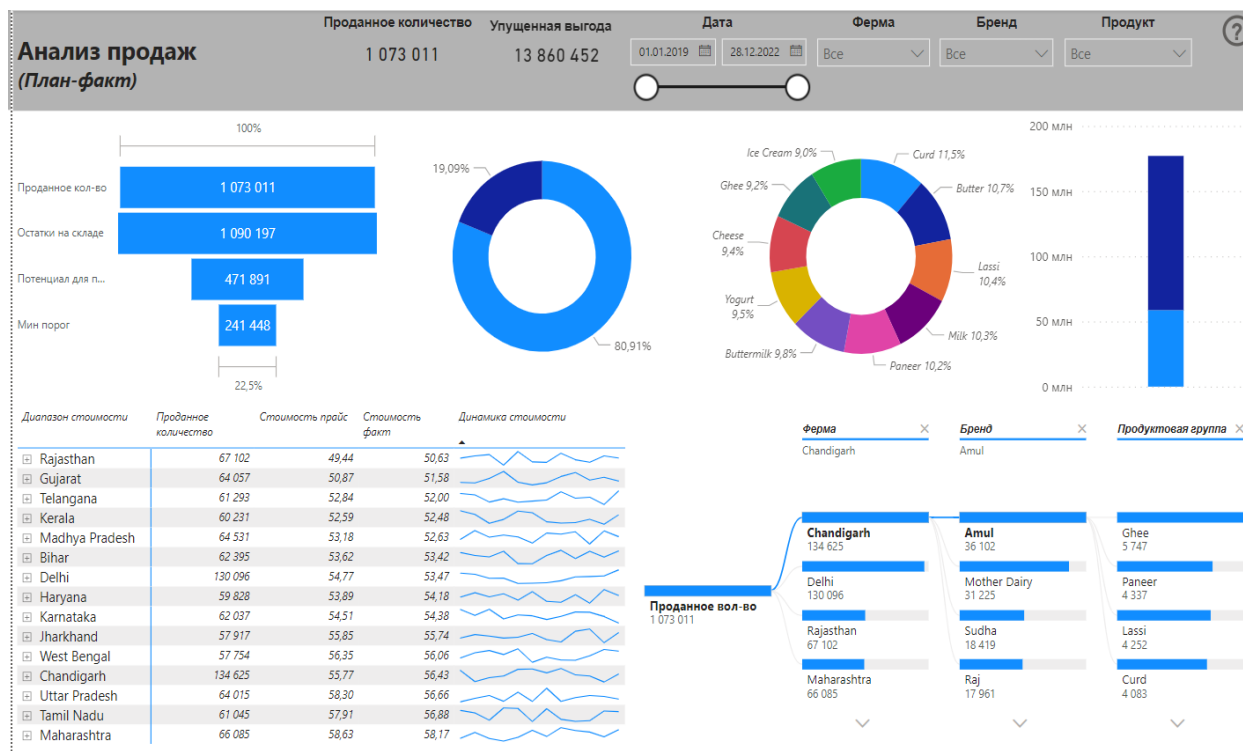 Анализ продаж
(План-факт)
Проданное количество
1 073 011
Упущенная выгода
13 860 452
Дата
01.01.2019
28.12.2022
Ферма
Все
Бренд
Все
Продукт
Все
?
100%
Проданное кол-во
1 073 011
Остатки на складе
1 090 197
Потенциал для п...
471 891
Мин порог
241 448
22,5%
19,09%
80,91%
Ice Cream 9,0%
Curd 11,5%
Ghee 9,2%
Butter 10,7%
Cheese
9,4%
Lassi
10,4%
Yogurt
9,5%
Milk 10,3%
Buttermilk 9,8%
Paneer 10,2%
200 млн
150 млн
100 млн
50 млн
0 млн
Диапазон стоимости Проданное количество Стоимость прайс Стоимость факт Динамика стоимости
Rajasthan 67 102 49,44 50,63
Gujarat 64 057 50,87 51,58
Telangana 61 293 52,84 52,00
Kerala 60 231 52,59 52,48
Madhya Pradesh 64 531 53,18 52,63
Bihar 62 395 53,62 53,42
Delhi 130 096 54,77 53,47
Haryana 59 828 53,89 54,18
Karnataka 62 037 54,51 54,38
Jharkhand 57 917 55,85 55,74
West Bengal 57 754 56,35 56,06
Chandigarh 134 625 55,77 56,43
Uttar Pradesh 64 015 58,30 56,66
Tamil Nadu 61 045 57,91 56,88
Maharashtra 66 085 58,63 58,17
Ферма
Chandigarh
Бренд
Amul
Продуктовая группа
Проданное вол-во
1 073 011
Chandigarh
134 625
Delhi
130 096
Rajasthan
67 102
Maharashtra
66 085
Amul
36 102
Mother Dairy
31 225
Sudha
18 419
Raj
17 961
Ghee
5 747
Paneer
4 337
Lassi
4 252
Curd
4 083